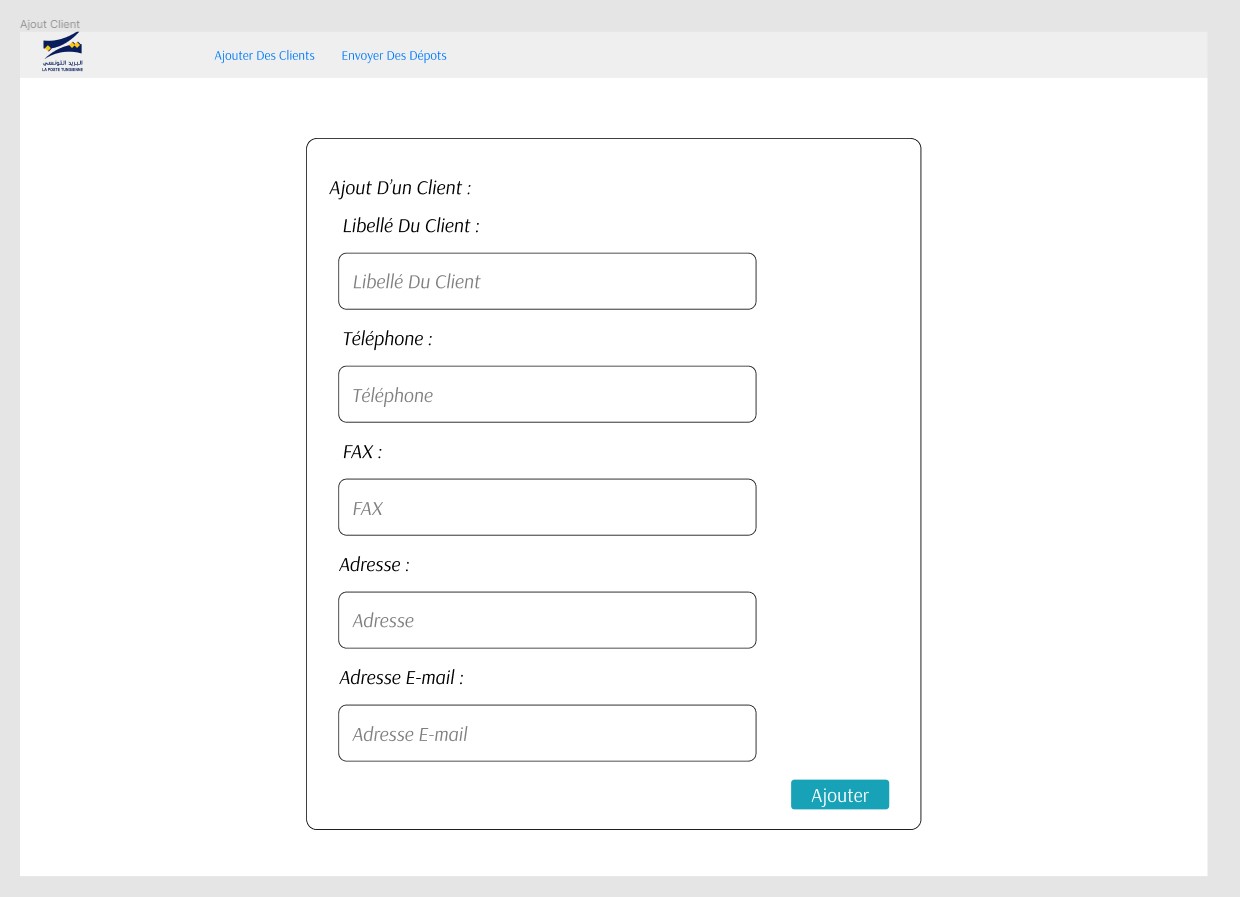 Ajout Client
البريد التونسي
LA POSTE TUNISIENNE
Ajouter Des Clients
Envoyer Des Dépots
Ajout D'un Client :
Libellé Du Client :
Libellé Du Client
Téléphone :
Téléphone
FAX :
FAX
Adresse :
Adresse
Adresse E-mail :
Adresse E-mail
Ajouter